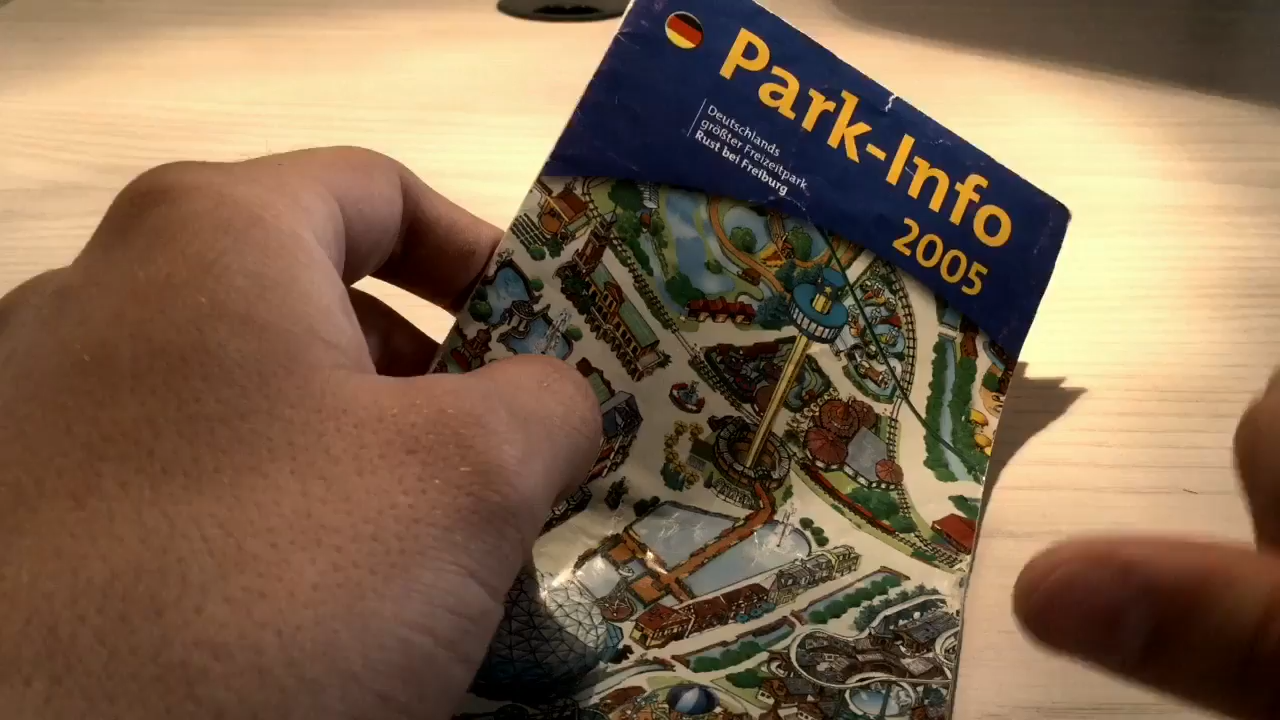 Park-Info
2005
Deutschlands
größter Freizeitpark
Rust bei Freiburg